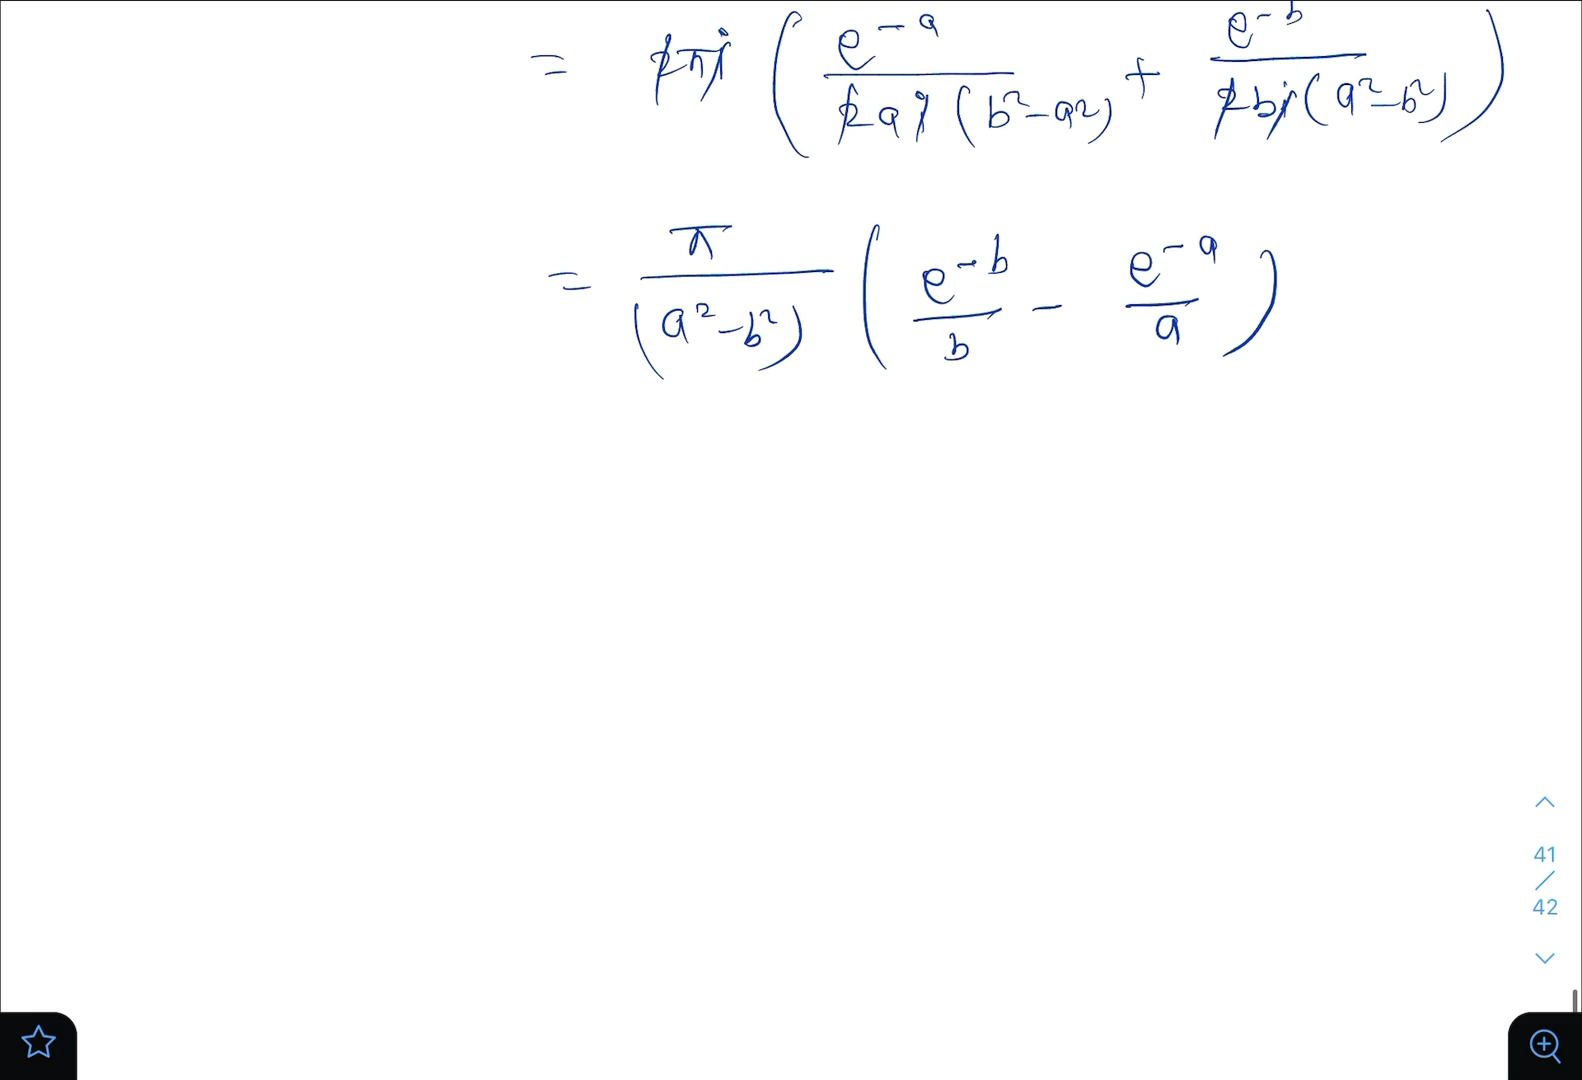 = 2πi ( e^{-a} / 2ai (b²-a²) + e^{-b} / 2bi (a²-b²) )
= π / (a²-b²) ( e^{-b} / b - e^{-a} / a )
41
/
42